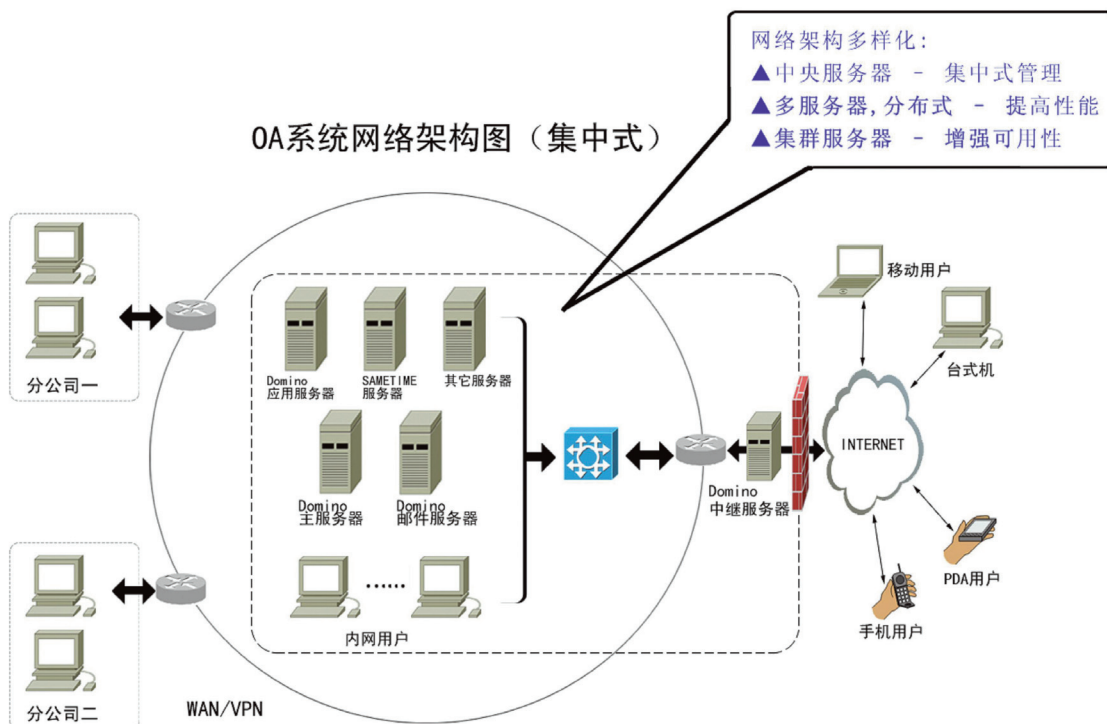 网络架构多样化:
▲中央服务器 - 集中式管理
▲多服务器,分布式 - 提高性能
▲集群服务器 - 增强可用性
OA系统网络架构图（集中式）
分公司一
Domino
应用服务器
SAMETIME
服务器
其它服务器
Domino
主服务器
Domino
邮件服务器
内网用户
Domino
中继服务器
INTERNET
移动用户
台式机
PDA用户
手机用户
分公司二
WAN/VPN